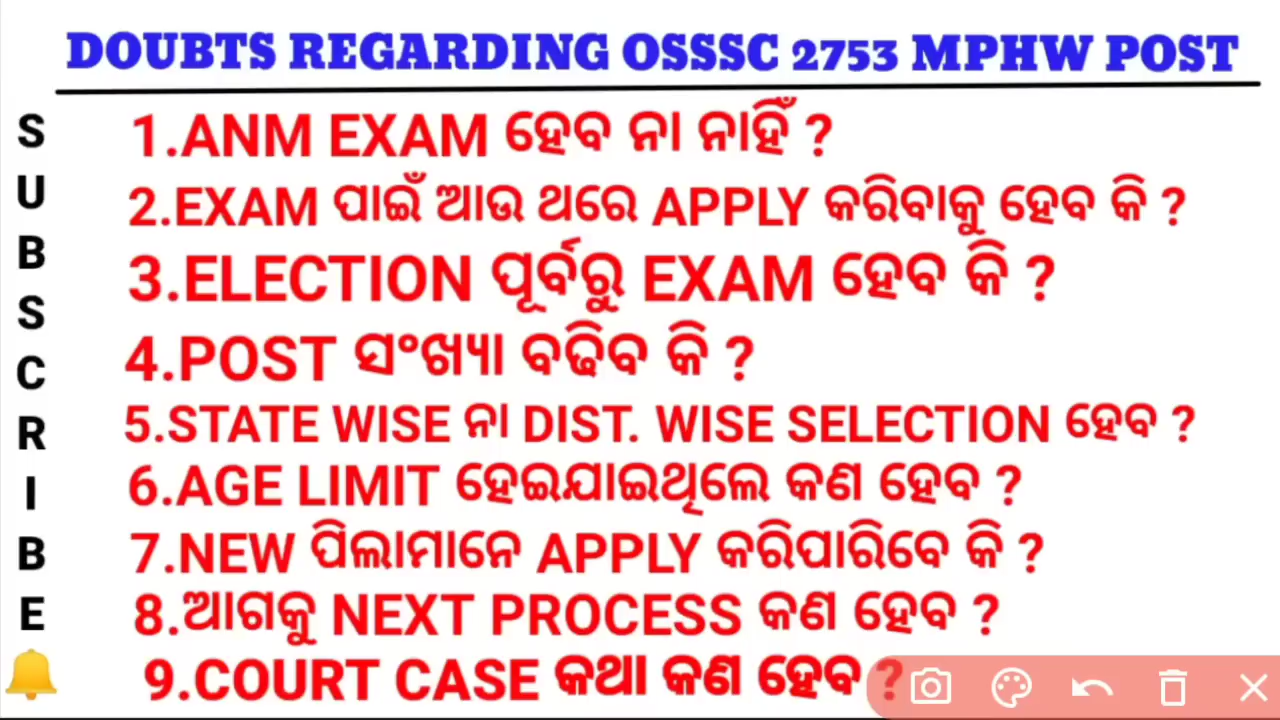 DOUBTS REGARDING OSSSC 2753 MPHW POST
SUBSCRIBE
1.ANM EXAM ହେବ ନା ନାହିଁ ?
2.EXAM ପାଇଁ ଆଉ ଥରେ APPLY କରିବାକୁ ହେବ କି ?
3.ELECTION ପୂର୍ବରୁ EXAM ହେବ କି ?
4.POST ସଂଖ୍ୟା ବଢିବ କି ?
5.STATE WISE ନା DIST. WISE SELECTION ହେବ ?
6.AGE LIMIT ହେଇଯାଇଥିଲେ କଣ ହେବ ?
7.NEW ପିଲାମାନେ APPLY କରିପାରିବେ କି ?
8.ଆଗକୁ NEXT PROCESS କଣ ହେବ ?
9.COURT CASE କଥା କଣ ହେବ ?